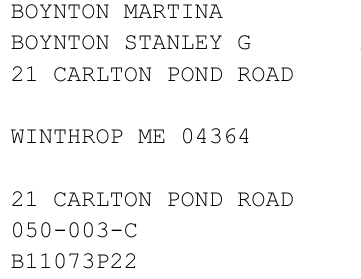 BOYNTON MARTINA
BOYNTON STANLEY G
21 CARLTON POND ROAD
WINTHROP ME 04364
21 CARLTON POND ROAD
050-003-C
B11073P22